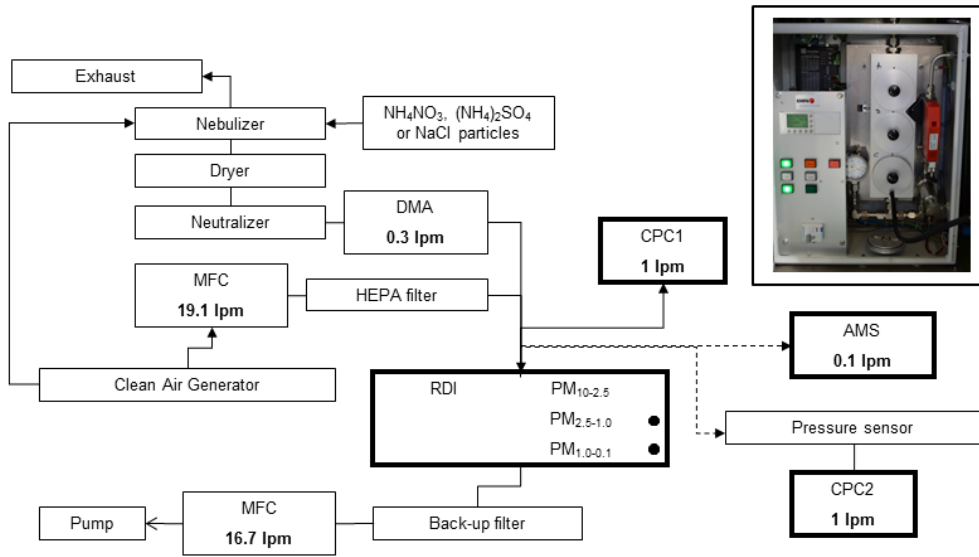 Exhaust
Nebulizer
NH₄NO₃, (NH₄)₂SO₄
or NaCl particles
Dryer
Neutralizer
DMA
0.3 lpm
CPC1
1 lpm
MFC
19.1 lpm
HEPA filter
AMS
0.1 lpm
Clean Air Generator
RDI
PM₁₀₋₂.₅
PM₂.₅₋₁.₀
PM₁.₀₋₀.₁
Pressure sensor
CPC2
1 lpm
MFC
16.7 lpm
Pump
Back-up filter
A
C